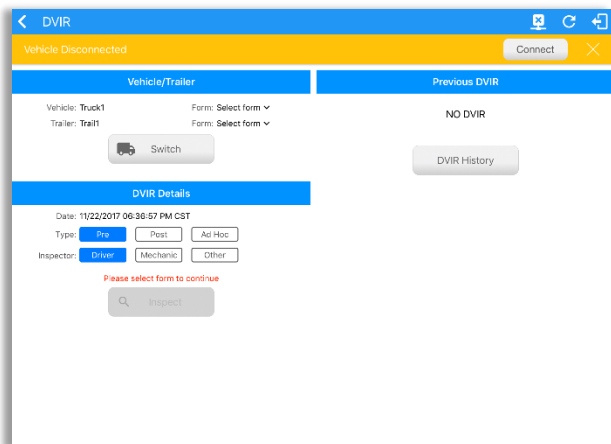 DVIR
Vehicle Disconnected
Connect
Vehicle/Trailer
Vehicle: Truck1 Form: Select form
Trailer: Trail1 Form: Select form
Switch
DVIR Details
Date: 11/22/2017 06:36:57 PM CST
Type: Pre Post Ad Hoc
Inspector: Driver Mechanic Other
Please select form to continue
Inspect
Previous DVIR
NO DVIR
DVIR History